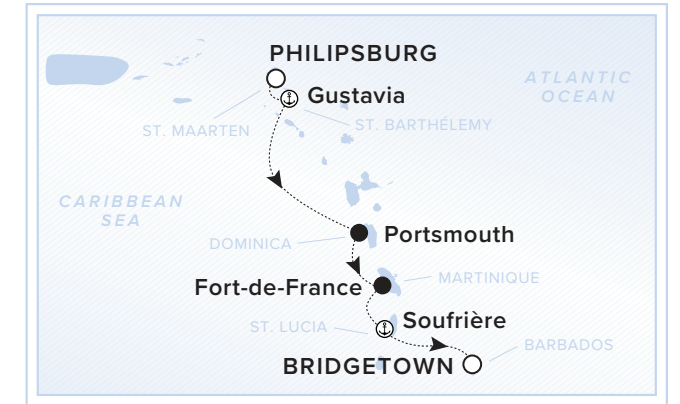 PHILIPSBURG
ATLANTIC
OCEAN
Gustavia
ST. MAARTEN
ST. BARTHÉLEMY
CARIBBEAN
SEA
Portsmouth
DOMINICA
MARTINIQUE
Fort-de-France
Soufrière
ST. LUCIA
BARBADOS
BRIDGETOWN